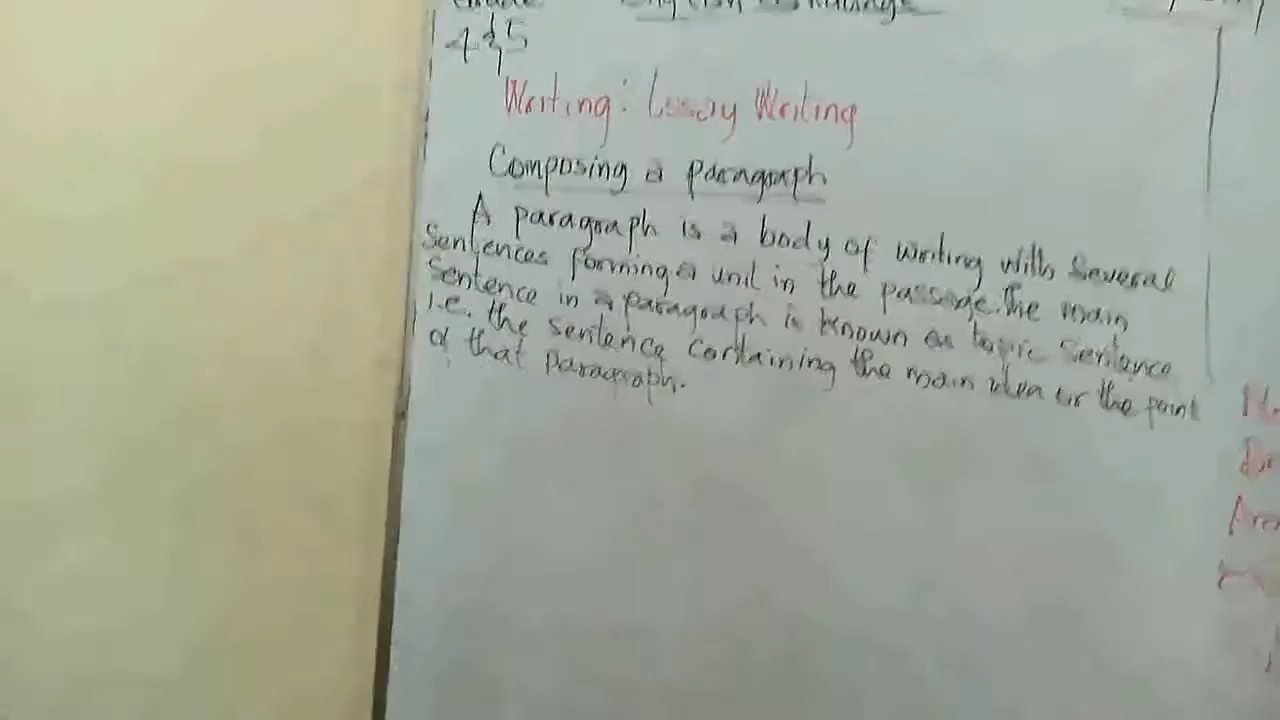 English Language
4 & 5
Writing: Essay Writing
Composing a paragraph
A paragraph is a body of writing with several
sentences forming a unit in the passage. The main
sentence in a paragraph is known as topic sentence
i.e. the sentence containing the main idea or the point
of that paragraph.